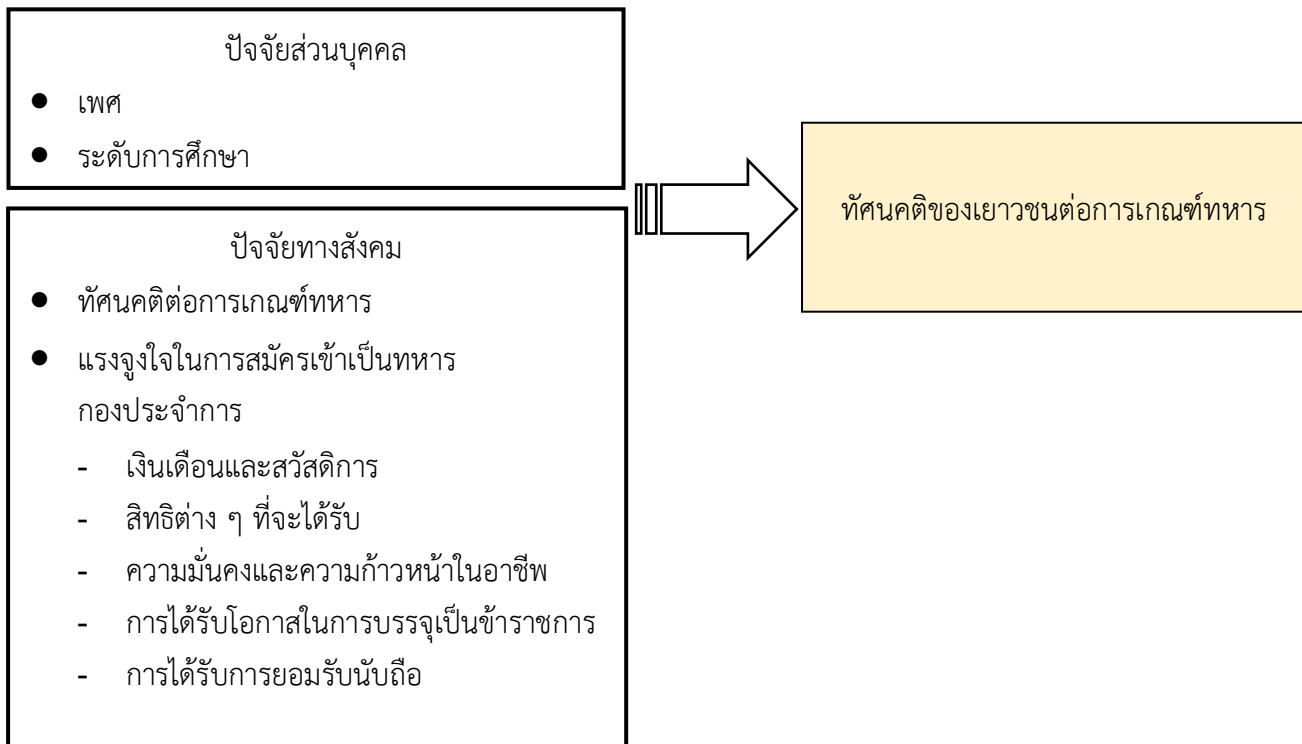 ปัจจัยส่วนบุคคล
● เพศ
● ระดับการศึกษา
ปัจจัยทางสังคม
● ทัศนคติต่อการเกณฑ์ทหาร
● แรงจูงใจในการสมัครเข้าเป็นทหาร
กองประจำการ
- เงินเดือนและสวัสดิการ
- สิทธิต่าง ๆ ที่จะได้รับ
- ความมั่นคงและความก้าวหน้าในอาชีพ
- การได้รับโอกาสในการบรรจุเป็นข้าราชการ
- การได้รับการยอมรับนับถือ
ทัศนคติของเยาวชนต่อการเกณฑ์ทหาร